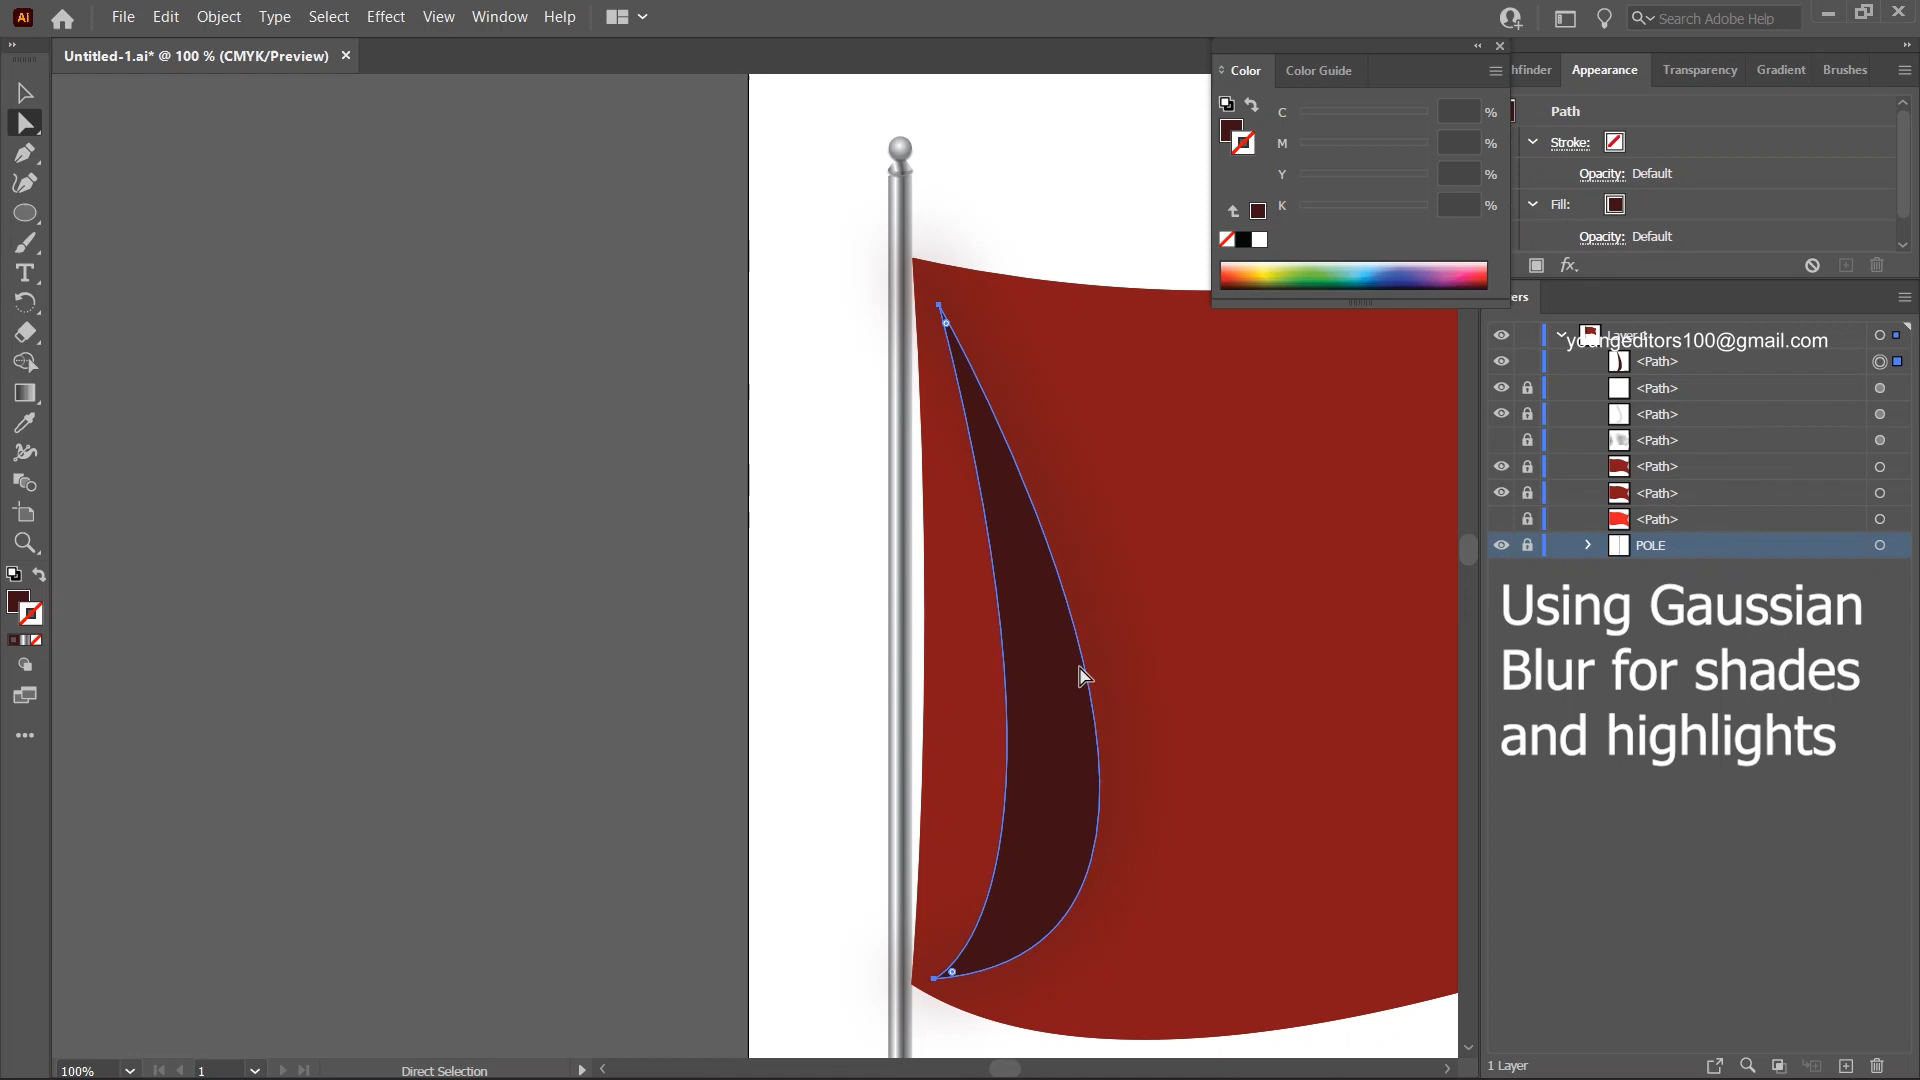 Ai File Edit Object Type Select Effect View Window Help Search Adobe Help
Untitled-1.ai* @ 100 % (CMYK/Preview)
Color Color Guide
hfinder Appearance Transparency Gradient Brushes
C %
M %
Y %
K %
Path
Stroke:
Opacity: Default
Fill:
Opacity: Default
fx.
ers
youngeditors100@gmail.com
<Path>
<Path>
<Path>
<Path>
<Path>
<Path>
<Path>
POLE
Using Gaussian
Blur for shades
and highlights
100% 1 Direct Selection
1 Layer